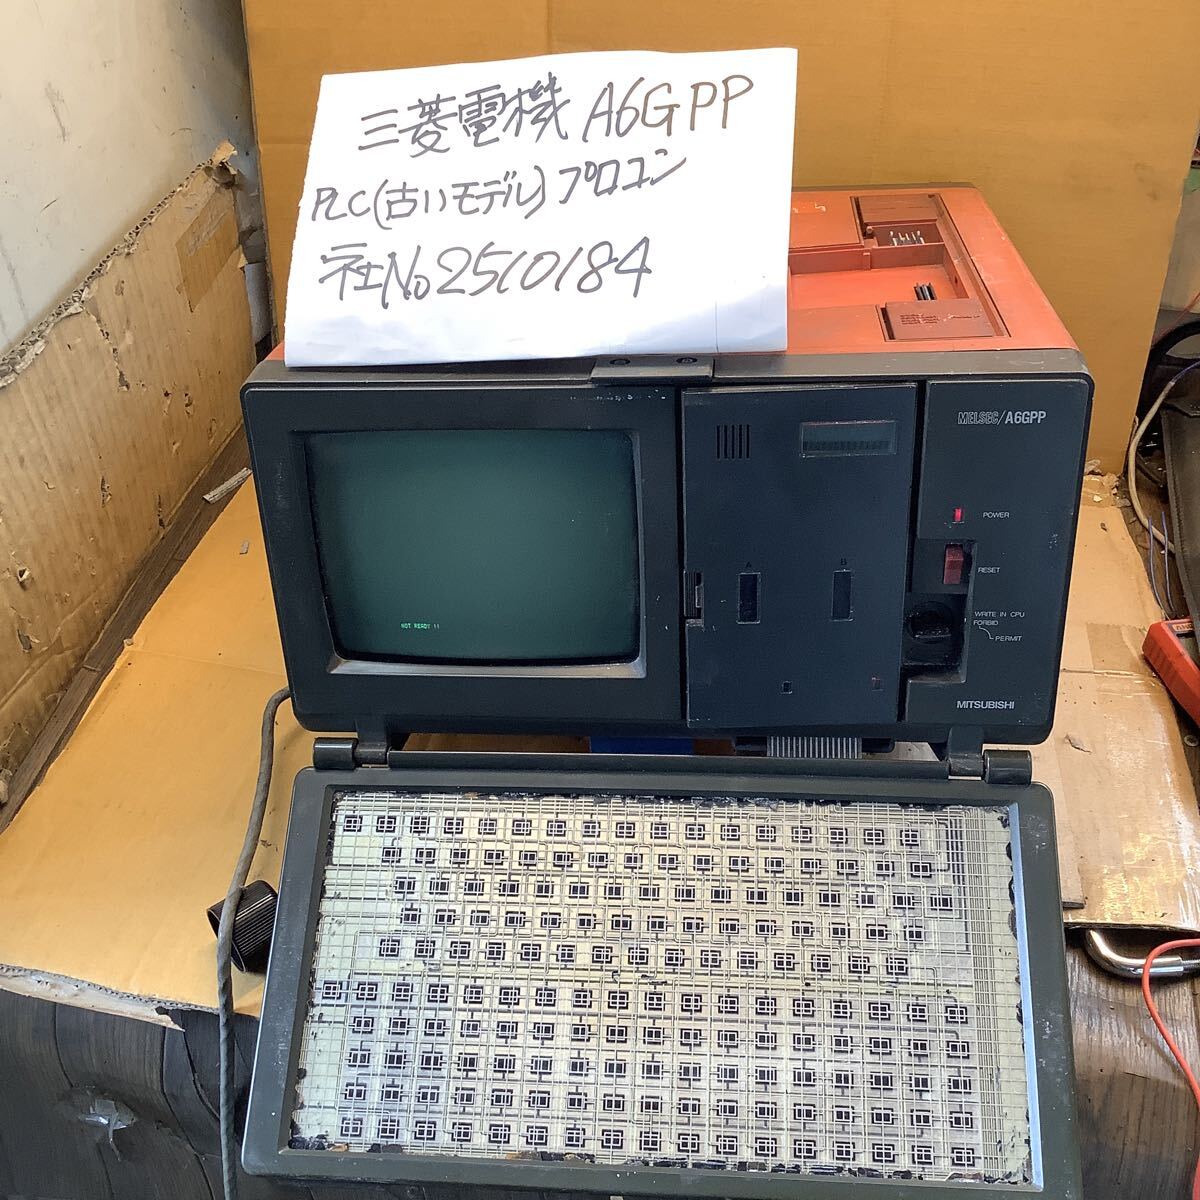 三菱電機 A6GPP
PLC(古いモデル)プロコン
社No2510184
MELSEC/A6GPP
POWER
RESET
WRITE IN CPU
FORBID
PERMIT
MITSUBISHI
A
B
NOT READY !!